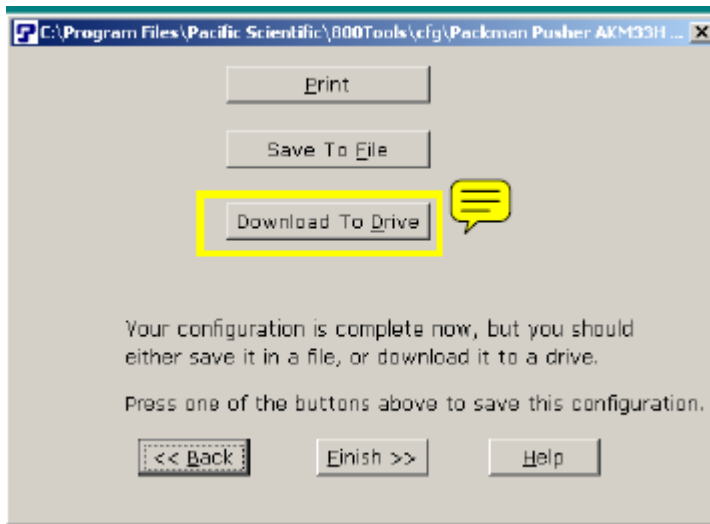 C:\Program Files\Pacific Scientific\800Tools\cfg\Packman Pusher AKM33H ...
Print
Save To File
Download To Drive
Your configuration is complete now, but you should
either save it in a file, or download it to a drive.
Press one of the buttons above to save this configuration.
<< Back Finish >> Help